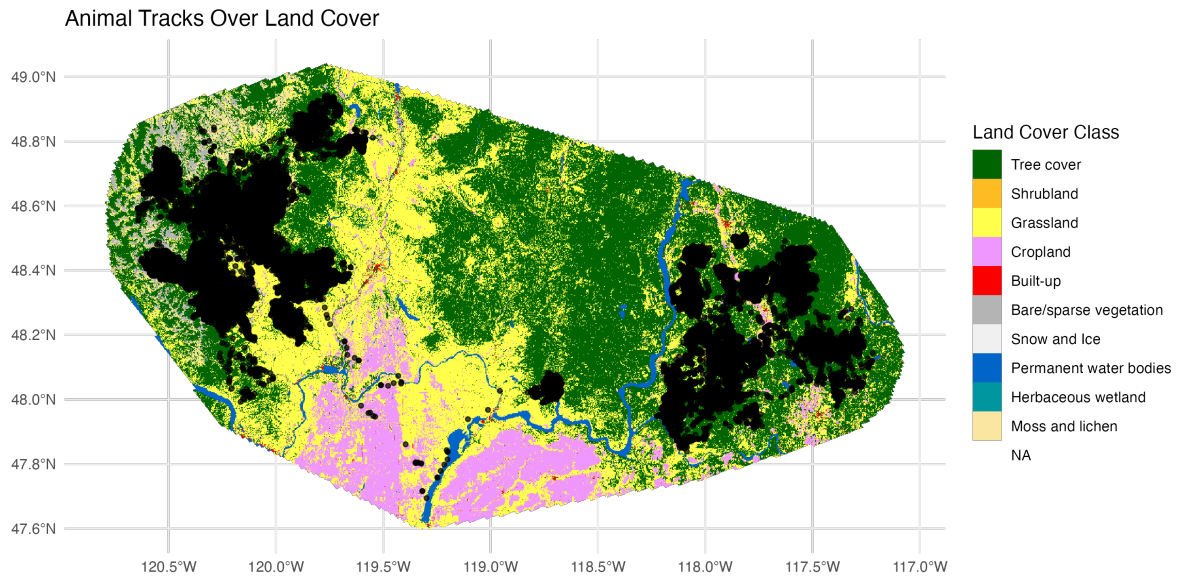 Animal Tracks Over Land Cover
49.0°N
48.8°N
48.6°N
48.4°N
48.2°N
48.0°N
47.8°N
47.6°N
120.5°W
120.0°W
119.5°W
119.0°W
118.5°W
118.0°W
117.5°W
117.0°W
Land Cover Class
Tree cover
Shrubland
Grassland
Cropland
Built-up
Bare/sparse vegetation
Snow and Ice
Permanent water bodies
Herbaceous wetland
Moss and lichen
NA